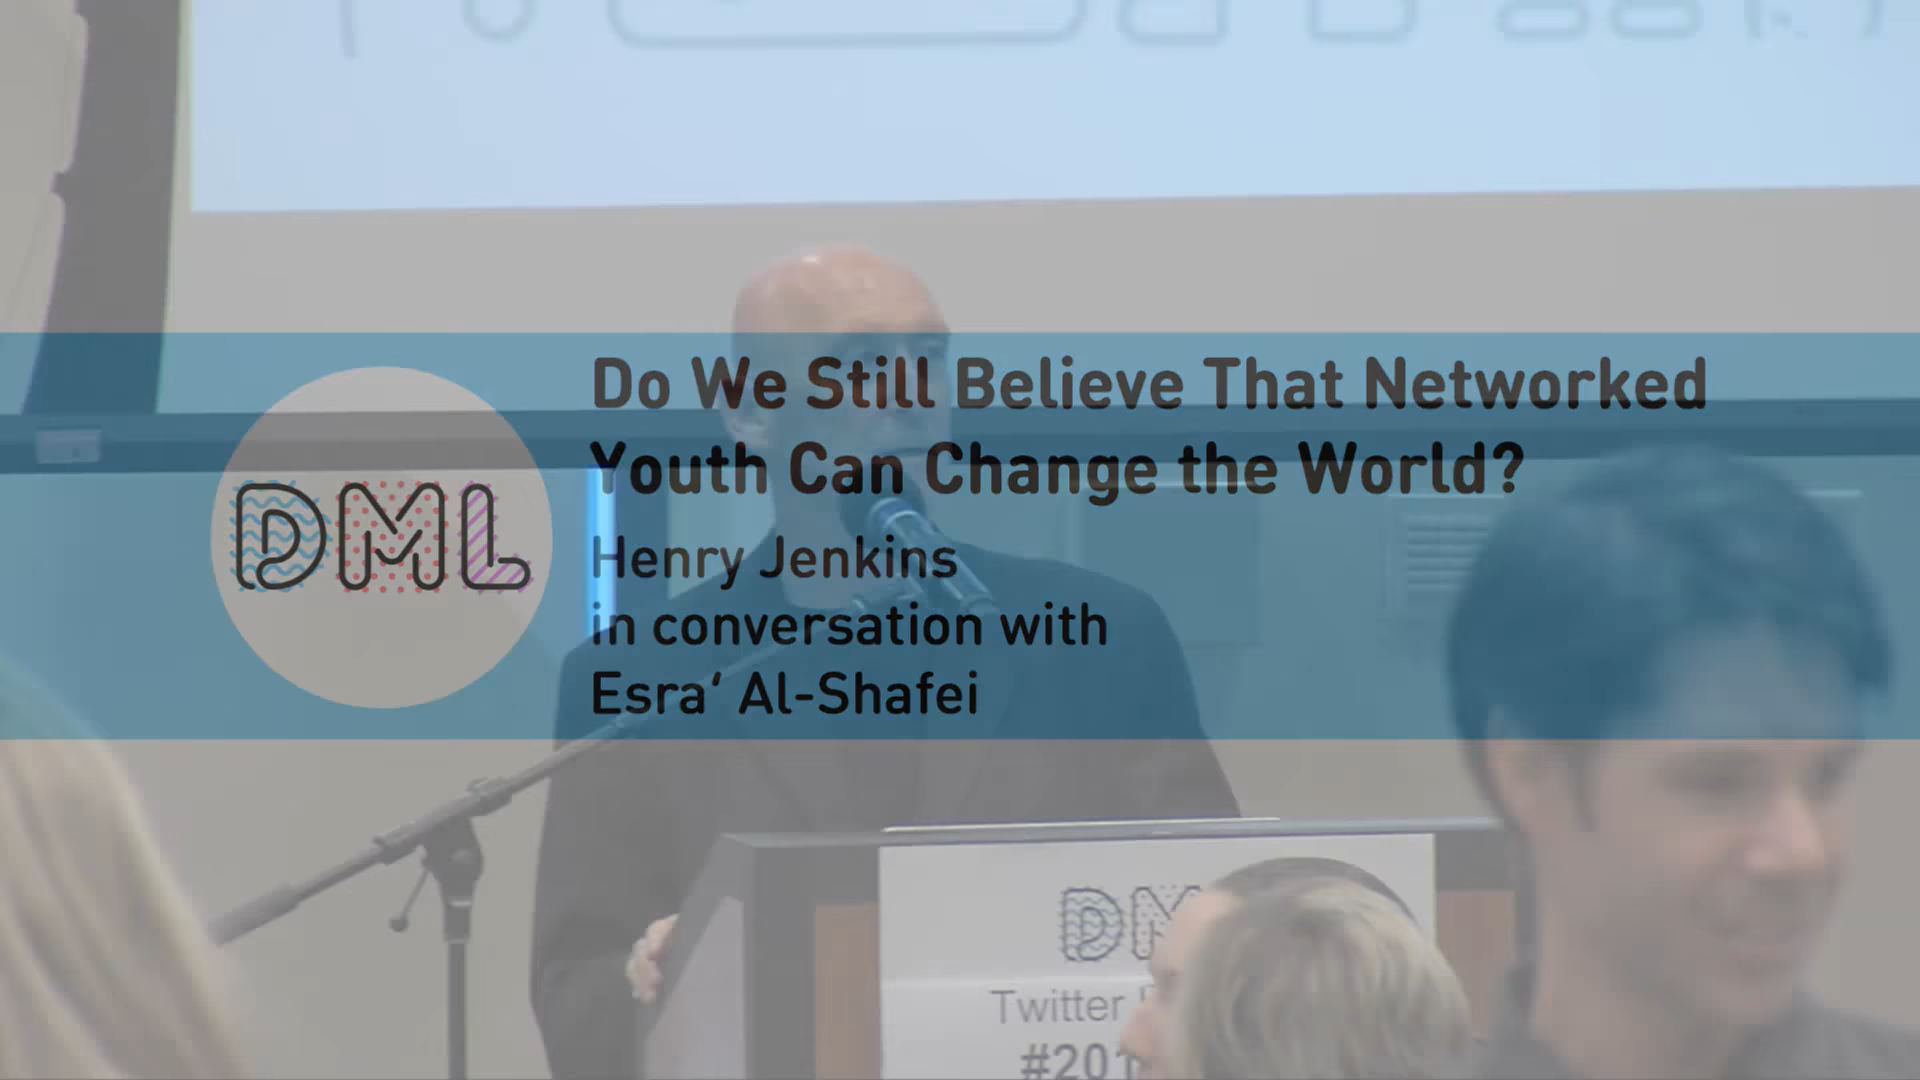 Do We Still Believe That Networked
Youth Can Change the World?
DML
Henry Jenkins
in conversation with
Esra' Al-Shafei
DM
Twitter
#201